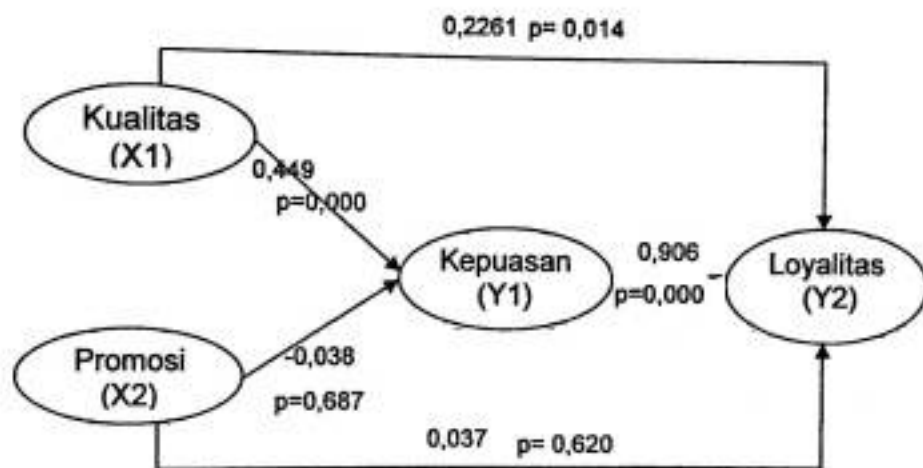 0,2261 p= 0,014
Kualitas
(X1)
0,449
p=0,000
Kepuasan
(Y1)
0,906
p=0,000
Loyalitas
(Y2)
Promosi
(X2)
-0,038
p=0,687
0,037 p= 0,620